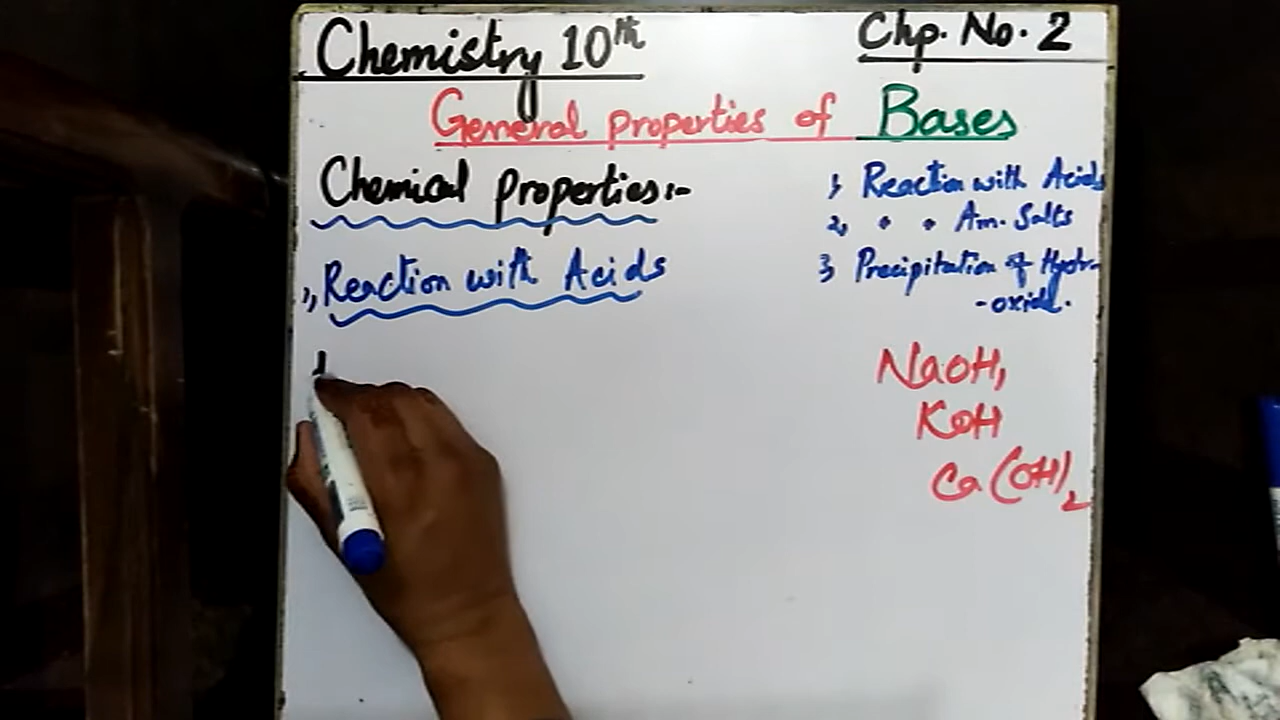 Chemistry 10th
Chp. No. 2
General properties of Bases
Chemical properties:-
1, Reaction with Acids
2, " " Am. Salts
3, Precipitation of Hydr-
-oxide.
1,, Reaction with Acids
NaOH,
KOH
Ca(OH)2